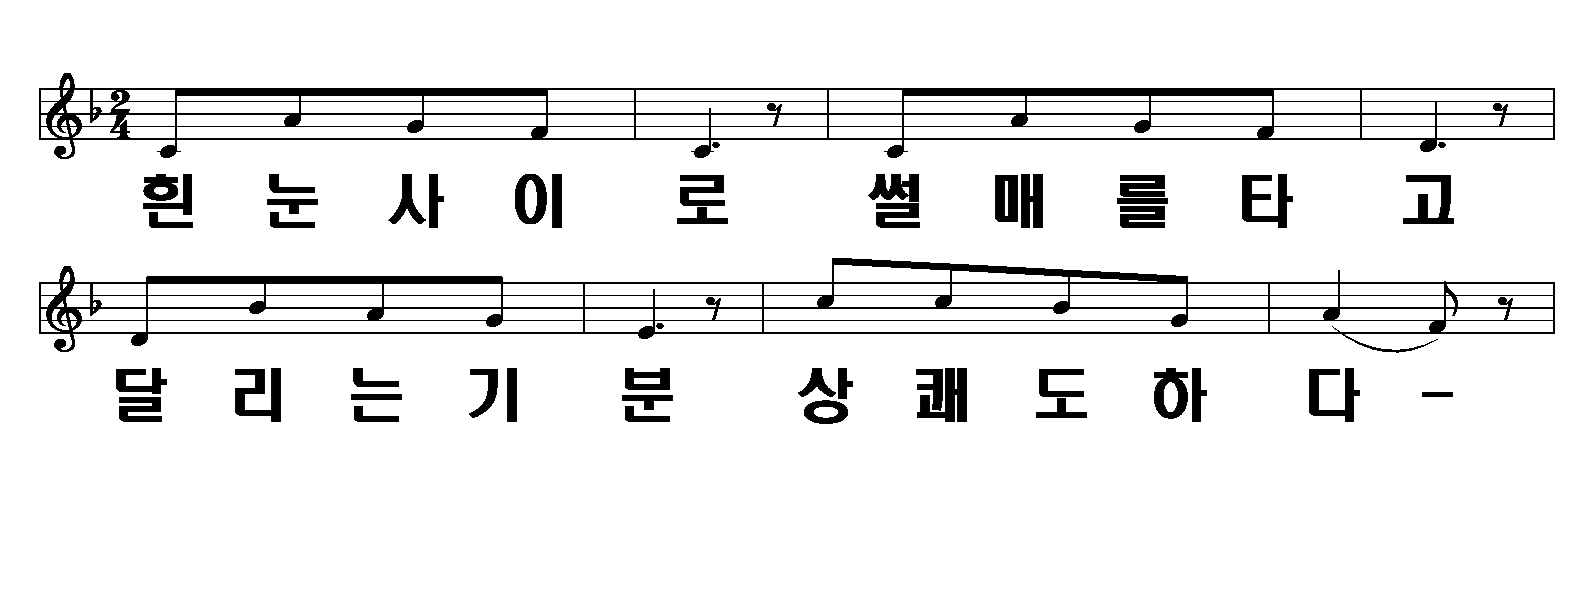 흰 눈 사 이 로 썰 매 를 타 고
달 리 는 기 분 상 쾌 도 하 다 -